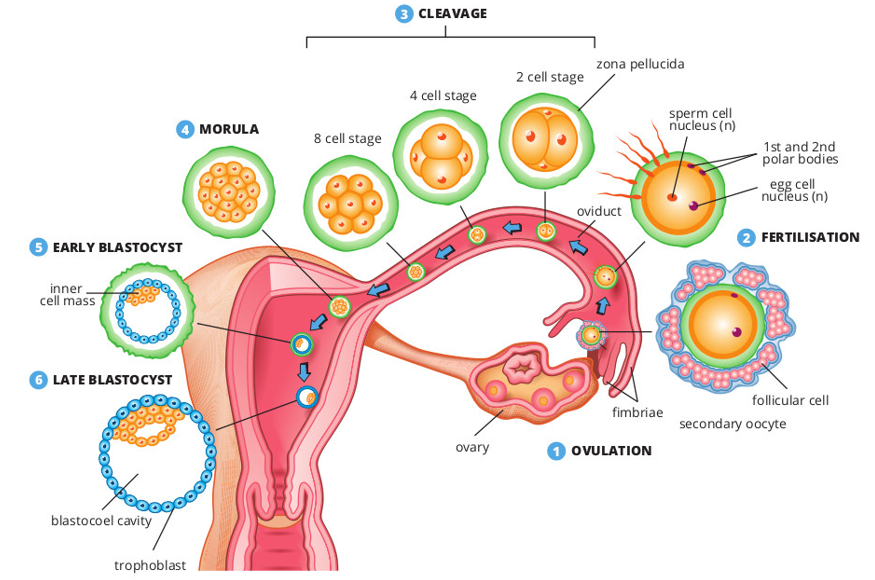 3 CLEAVAGE
2 cell stage
zona pellucida
4 cell stage
8 cell stage
4 MORULA
sperm cell
nucleus (n)
1st and 2nd
polar bodies
egg cell
nucleus (n)
oviduct
2 FERTILISATION
5 EARLY BLASTOCYST
inner
cell mass
6 LATE BLASTOCYST
follicular cell
fimbriae
secondary oocyte
ovary
1 OVULATION
blastocoel cavity
trophoblast